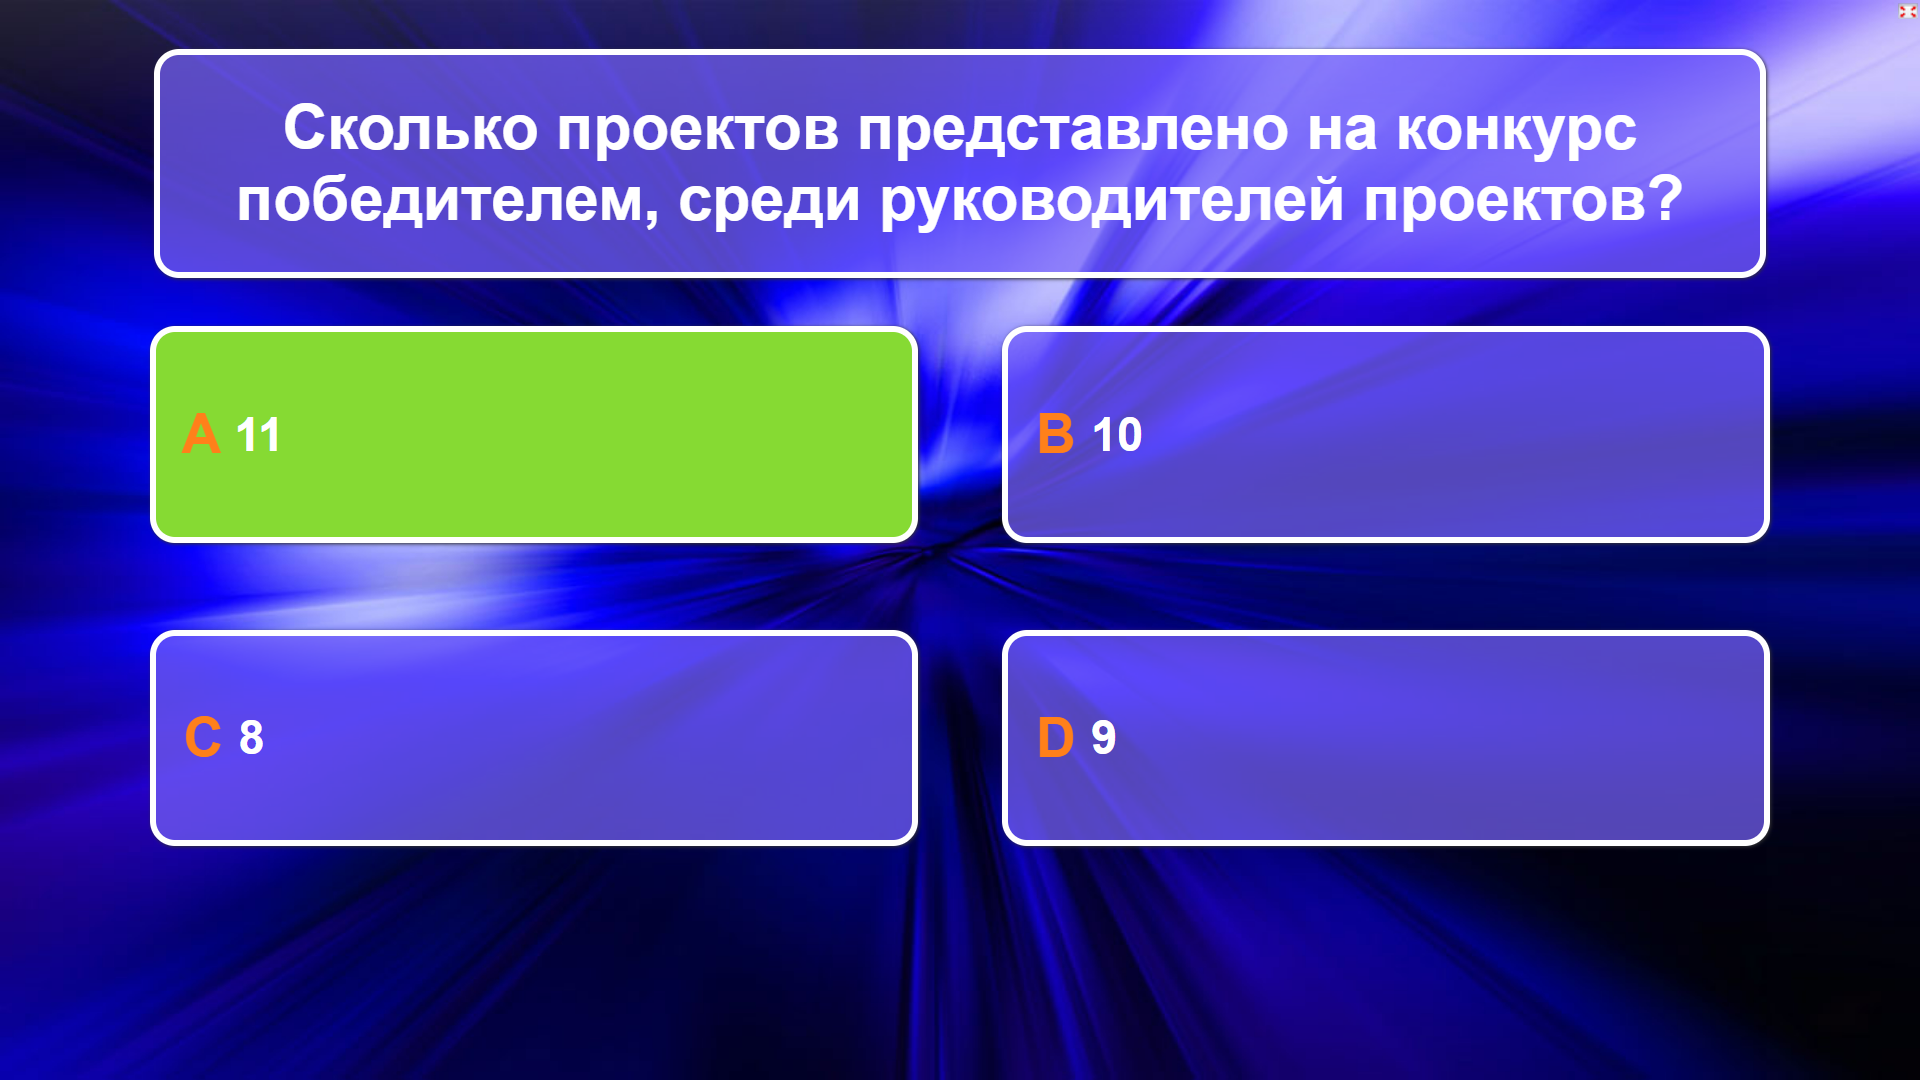 Сколько проектов представлено на конкурс
победителем, среди руководителей проектов?
A 11
B 10
C 8
D 9